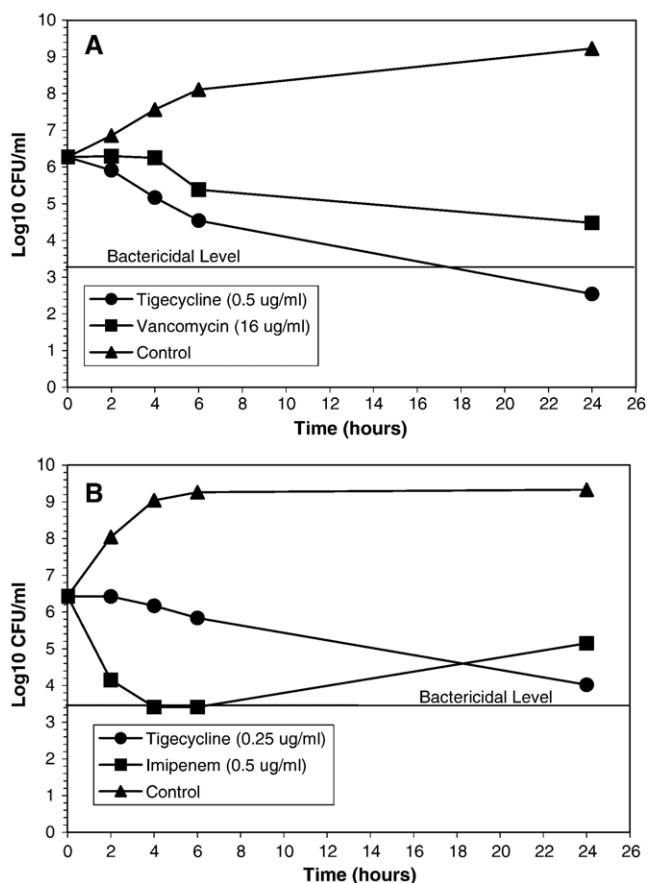 A
Log10 CFU/ml
10
9
8
7
6
5
4
3
2
1
0
Bactericidal Level
Tigecycline (0.5 ug/ml)
Vancomycin (16 ug/ml)
Control
0 2 4 6 8 10 12 14 16 18 20 22 24 26
Time (hours)
B
Log10 CFU/ml
10
9
8
7
6
5
4
3
2
1
0
Bactericidal Level
Tigecycline (0.25 ug/ml)
Imipenem (0.5 ug/ml)
Control
0 2 4 6 8 10 12 14 16 18 20 22 24 26
Time (hours)